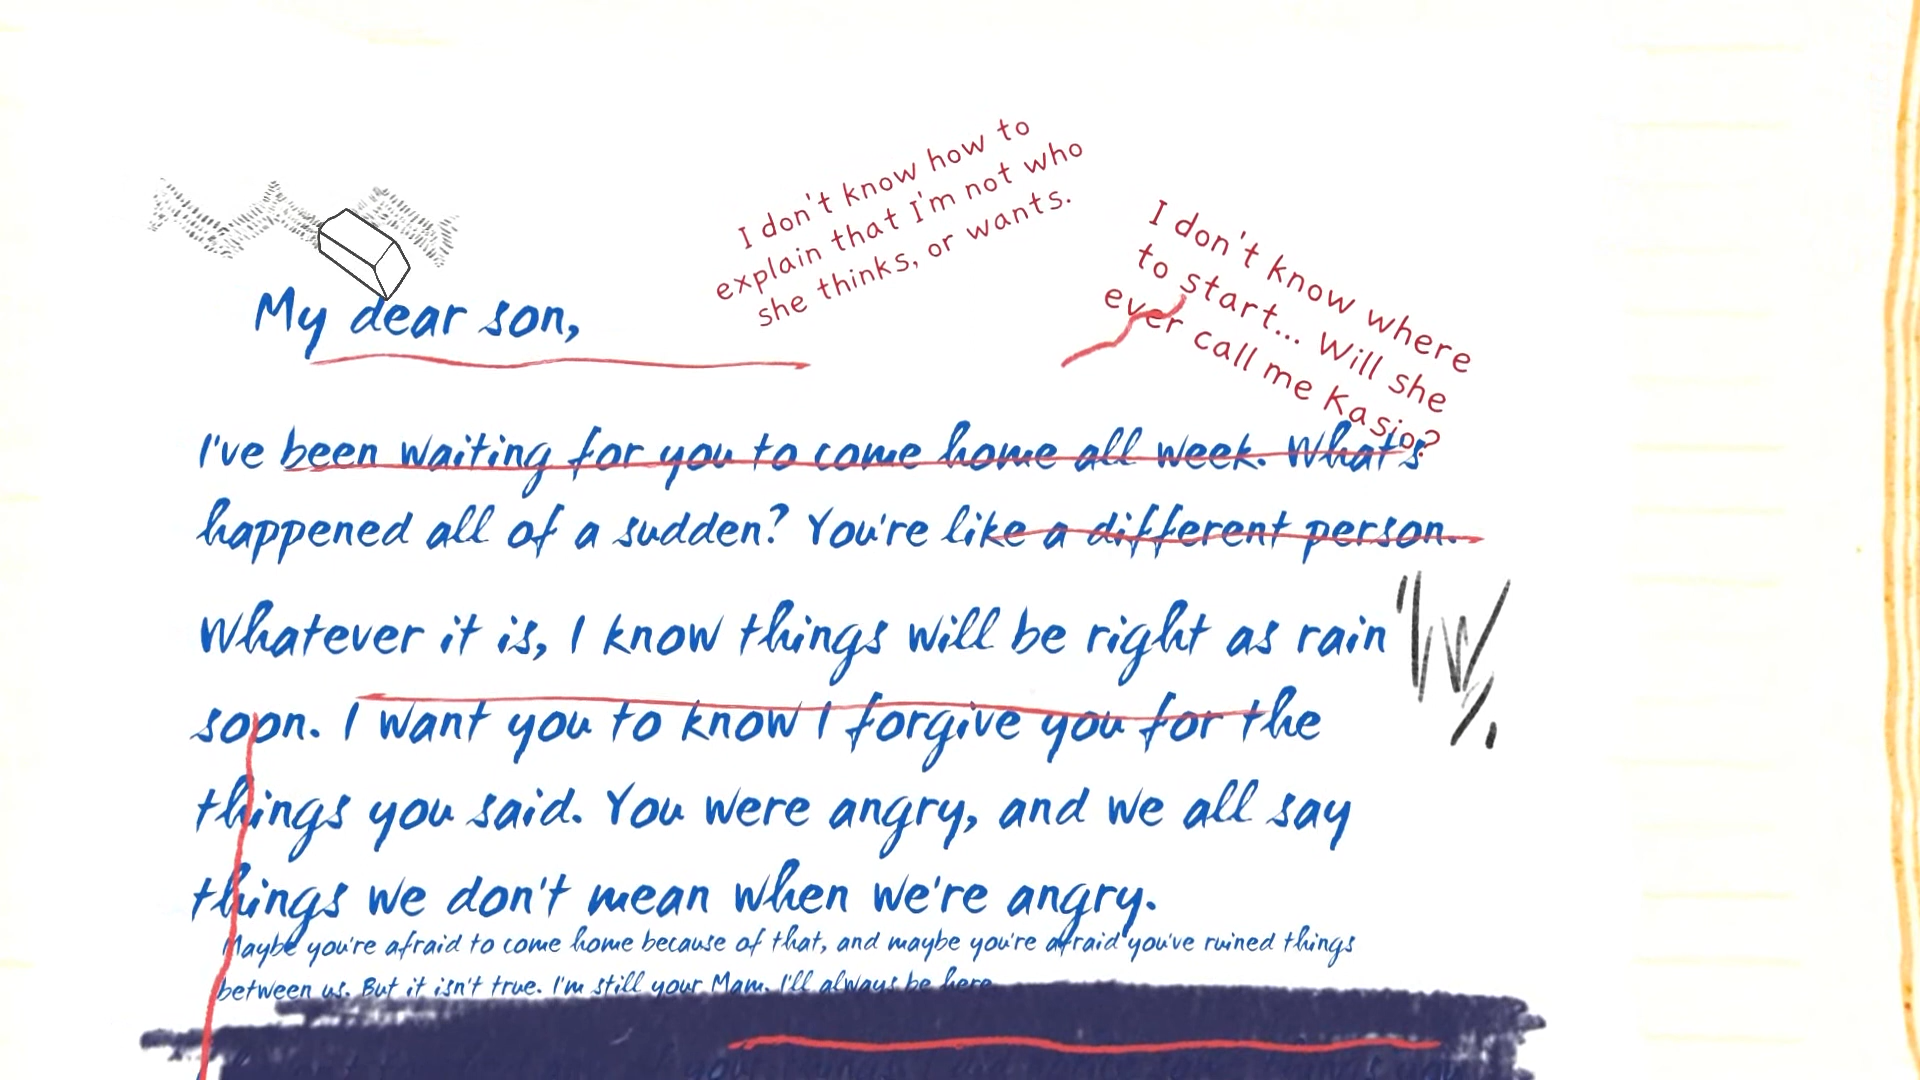 I don't know how to
explain that I'm not who
she thinks, or wants.
I don't know where
to start... Will she
ever call me Kasio?
My dear son,
I've been waiting for you to come home all week. What's
happened all of a sudden? You're like a different person.
Whatever it is, I know things will be right as rain
soon. I want you to know I forgive you for the
things you said. You were angry, and we all say
things we don't mean when we're angry.
Maybe you're afraid to come home because of that, and maybe you're afraid you've ruined things
between us. But it isn't true. I'm still your Mam. I'll always be here